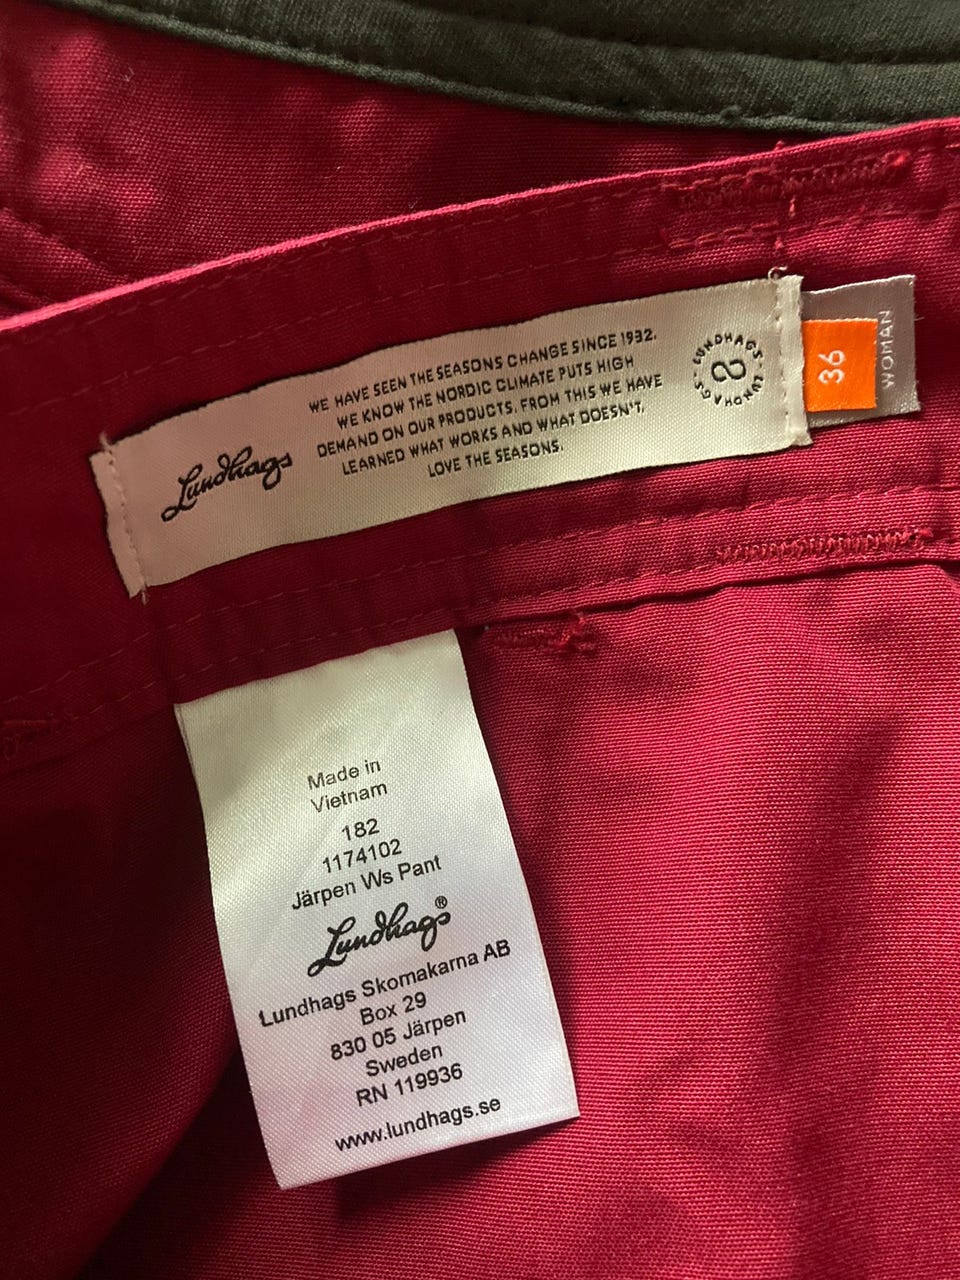 Lundhags
WE HAVE SEEN THE SEASONS CHANGE SINCE 1932.
WE KNOW THE NORDIC CLIMATE PUTS HIGH
DEMAND ON OUR PRODUCTS. FROM THIS WE HAVE
LEARNED WHAT WORKS AND WHAT DOESN'T.
LOVE THE SEASONS.
LUNDHAGS - LUNDHAGS -
36
WOMAN
Made in
Vietnam
182
1174102
Järpen Ws Pant
Lundhags®
Lundhags Skomakarna AB
Box 29
830 05 Järpen
Sweden
RN 119936
www.lundhags.se